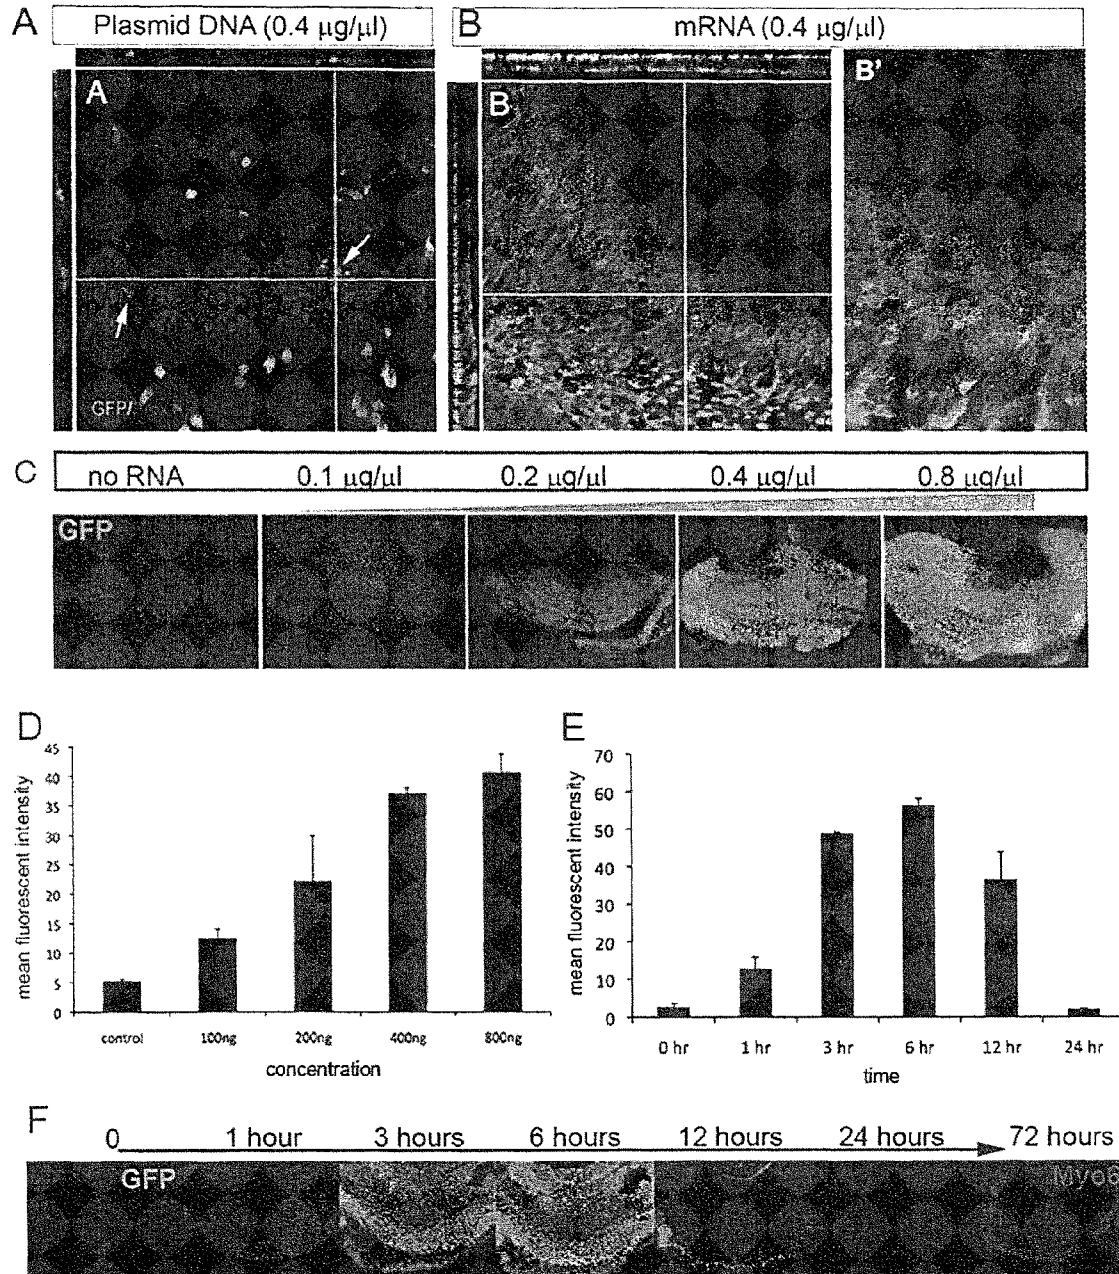 A Plasmid DNA (0.4 µg/µl) B mRNA (0.4 µg/µl)
A
B
B'
GFP/
C no RNA 0.1 µg/µl 0.2 µg/µl 0.4 µg/µl 0.8 µg/µl
GFP
D
45
40
35
30
25
20
15
10
5
0
mean fluorescent intensity
control 100ng 200ng 400ng 800ng
concentration
E
70
60
50
40
30
20
10
0
mean fluorescent intensity
0 hr 1 hr 3 hr 6 hr 12 hr 24 hr
time
F 0 1 hour 3 hours 6 hours 12 hours 24 hours 72 hours
GFP